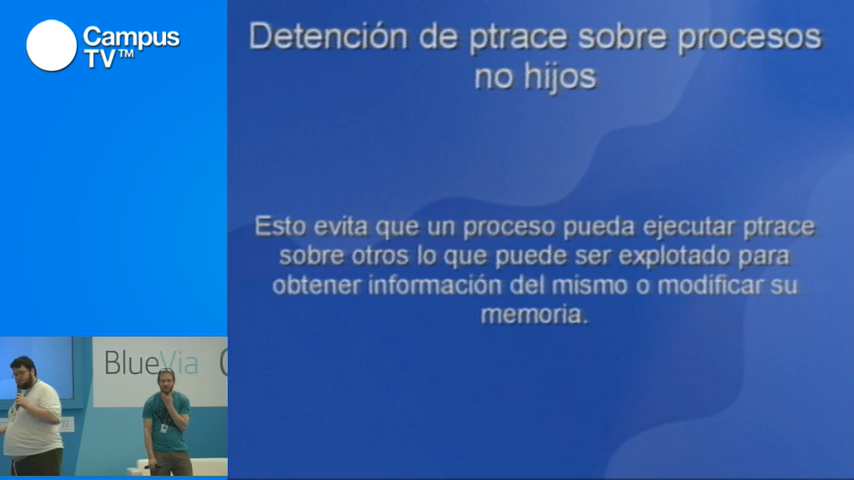 Campus
TV™
Detención de ptrace sobre procesos
no hijos
Esto evita que un proceso pueda ejecutar ptrace
sobre otros lo que puede ser explotado para
obtener información del mismo o modificar su
memoria.
BlueVia